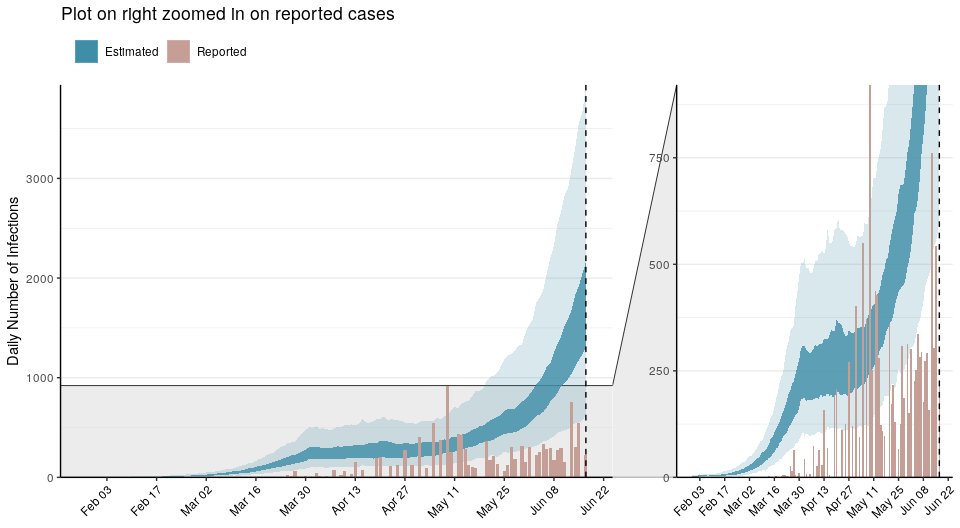 Plot on right zoomed in on reported cases
Estimated Reported
Daily Number of Infections
3000
2000
1000
0
Feb 03 Feb 17 Mar 02 Mar 16 Mar 30 Apr 13 Apr 27 May 11 May 25 Jun 08 Jun 22
750
500
250
0
Feb 03 Feb 17 Mar 02 Mar 16 Mar 30 Apr 13 Apr 27 May 11 May 25 Jun 08 Jun 22